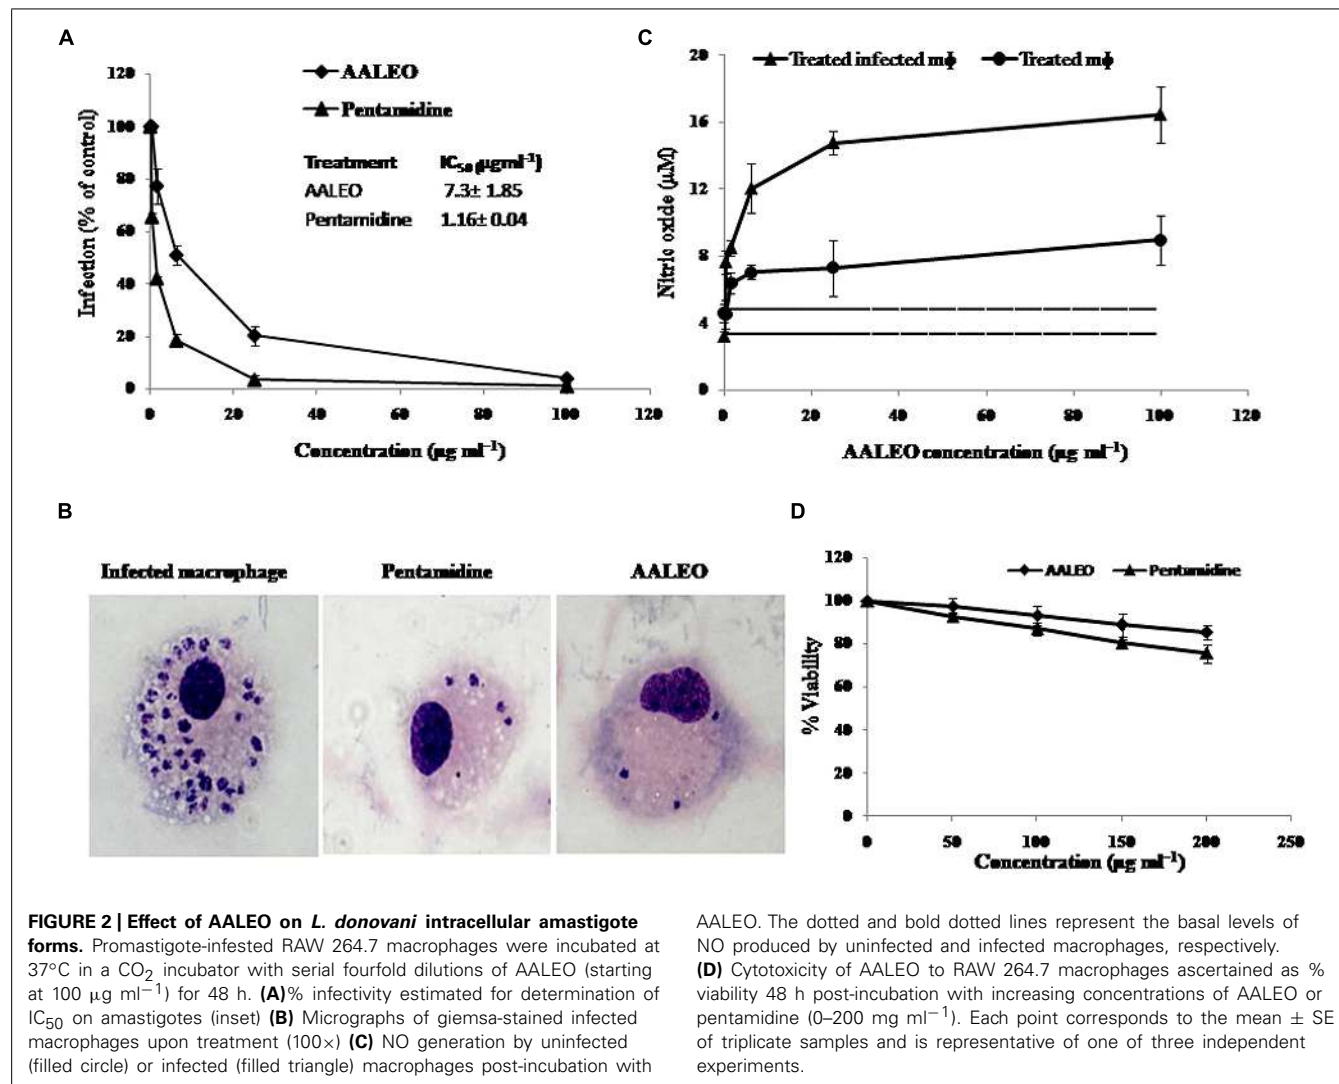 A
120
100
80
60
40
20
0
Infection (% of control)
AALEO
Pentamidine
Treatment IC50 (µgml-1)
AALEO 7.3± 1.85
Pentamidine 1.16± 0.04
0 20 40 60 80 100 120
Concentration (µg ml−1)
C
20
16
12
8
4
0
Nitric oxide (µM)
Treated infected mϕ Treated mϕ
0 20 40 60 80 100 120
AALEO concentration (µg ml−1)
B
Infected macrophage Pentamidine AALEO
D
120
100
80
60
40
20
0
% Viability
AALEO Pentamidine
0 50 100 150 200 250
Concentration (µg ml−1)
FIGURE 2 | Effect of AALEO on L. donovani intracellular amastigote
forms. Promastigote-infested RAW 264.7 macrophages were incubated at
37°C in a CO2 incubator with serial fourfold dilutions of AALEO (starting
at 100 µg ml−1) for 48 h. (A)% infectivity estimated for determination of
IC50 on amastigotes (inset) (B) Micrographs of giemsa-stained infected
macrophages upon treatment (100×) (C) NO generation by uninfected
(filled circle) or infected (filled triangle) macrophages post-incubation with
AALEO. The dotted and bold dotted lines represent the basal levels of
NO produced by uninfected and infected macrophages, respectively.
(D) Cytotoxicity of AALEO to RAW 264.7 macrophages ascertained as %
viability 48 h post-incubation with increasing concentrations of AALEO or
pentamidine (0–200 mg ml−1). Each point corresponds to the mean ± SE
of triplicate samples and is representative of one of three independent
experiments.